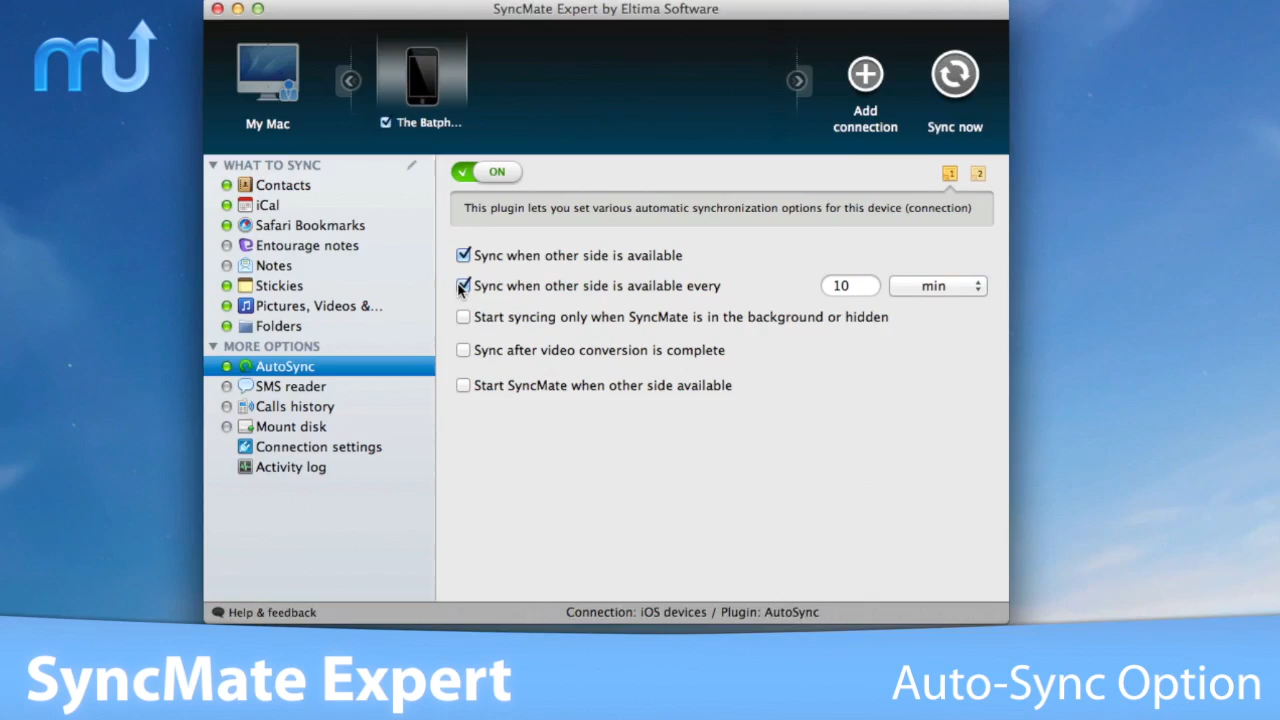 SyncMate Expert by Eltima Software
mu
My Mac
The Batph...
Add
connection
Sync now
WHAT TO SYNC
Contacts
iCal
Safari Bookmarks
Entourage notes
Notes
Stickies
Pictures, Videos &...
Folders
MORE OPTIONS
AutoSync
SMS reader
Calls history
Mount disk
Connection settings
Activity log
ON
1
2
This plugin lets you set various automatic synchronization options for this device (connection)
Sync when other side is available
Sync when other side is available every 10 min
Start syncing only when SyncMate is in the background or hidden
Sync after video conversion is complete
Start SyncMate when other side available
Help & feedback
Connection: iOS devices / Plugin: AutoSync
SyncMate Expert
Auto-Sync Option